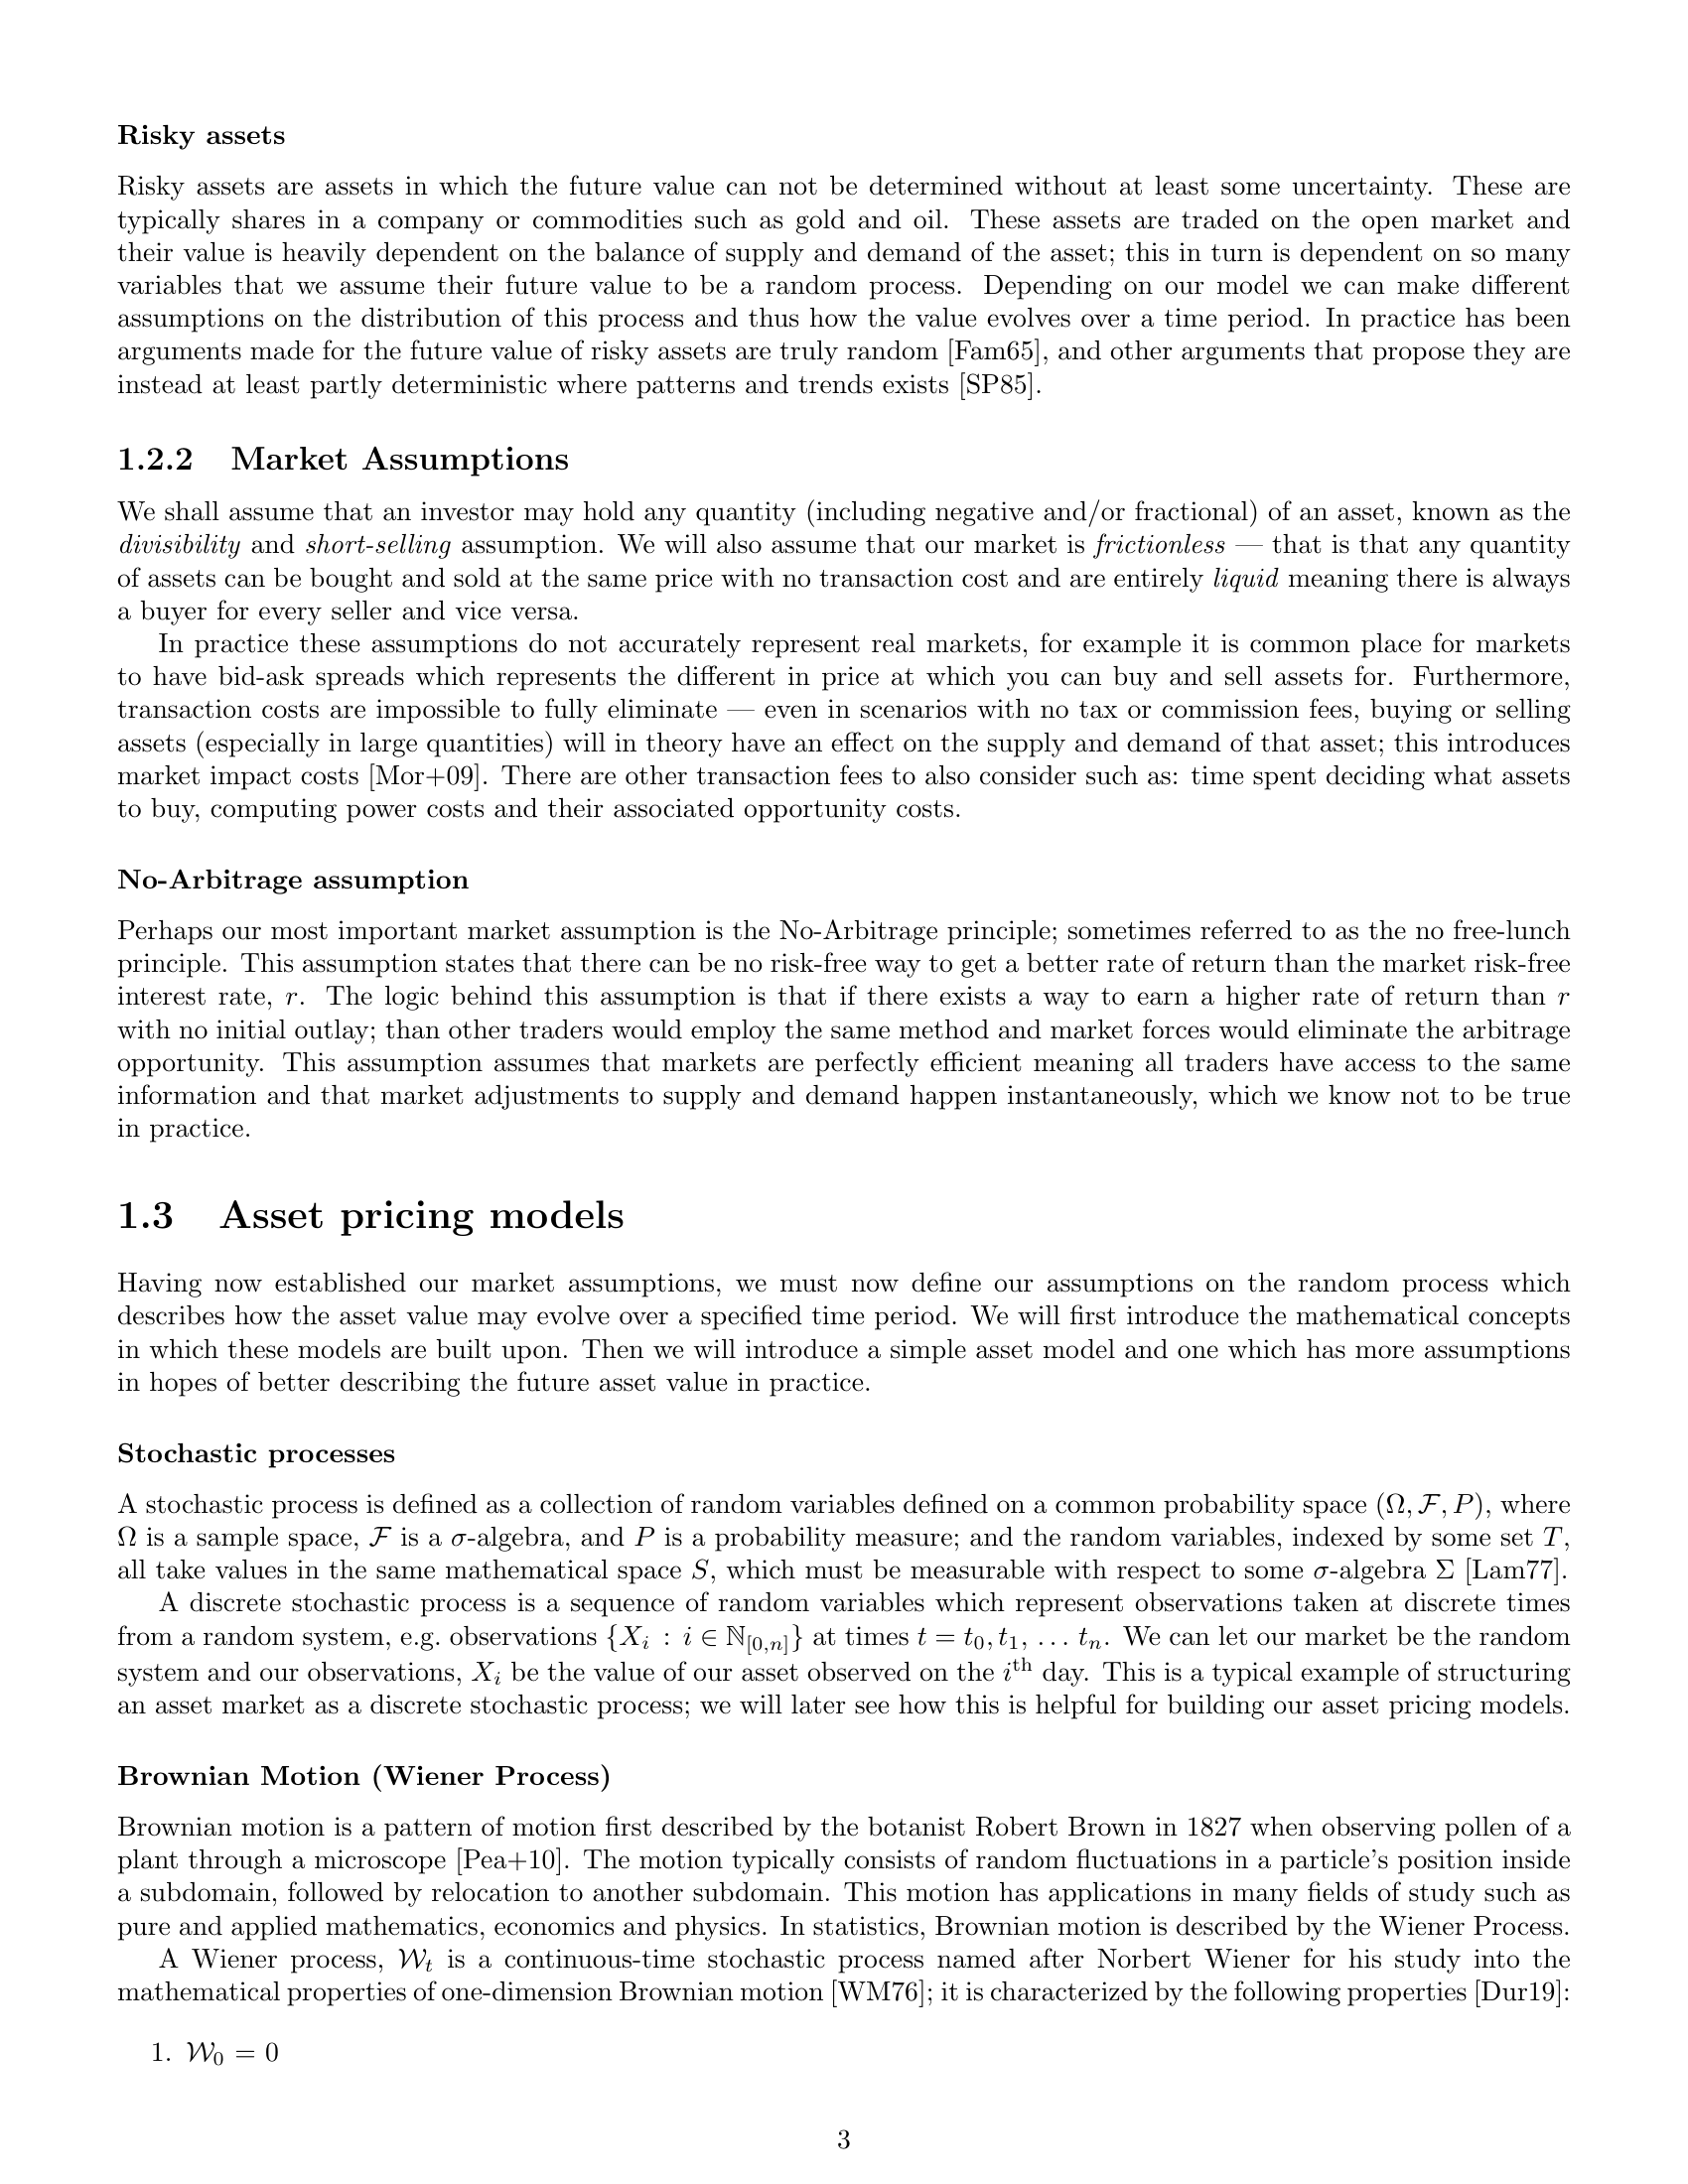 Risky assets
Risky assets are assets in which the future value can not be determined without at least some uncertainty. These are
typically shares in a company or commodities such as gold and oil. These assets are traded on the open market and
their value is heavily dependent on the balance of supply and demand of the asset; this in turn is dependent on so many
variables that we assume their future value to be a random process. Depending on our model we can make different
assumptions on the distribution of this process and thus how the value evolves over a time period. In practice has been
arguments made for the future value of risky assets are truly random [Fam65], and other arguments that propose they are
instead at least partly deterministic where patterns and trends exists [SP85].
1.2.2 Market Assumptions
We shall assume that an investor may hold any quantity (including negative and/or fractional) of an asset, known as the
divisibility and short-selling assumption. We will also assume that our market is frictionless — that is that any quantity
of assets can be bought and sold at the same price with no transaction cost and are entirely liquid meaning there is always
a buyer for every seller and vice versa.
In practice these assumptions do not accurately represent real markets, for example it is common place for markets
to have bid-ask spreads which represents the different in price at which you can buy and sell assets for. Furthermore,
transaction costs are impossible to fully eliminate — even in scenarios with no tax or commission fees, buying or selling
assets (especially in large quantities) will in theory have an effect on the supply and demand of that asset; this introduces
market impact costs [Mor+09]. There are other transaction fees to also consider such as: time spent deciding what assets
to buy, computing power costs and their associated opportunity costs.
No-Arbitrage assumption
Perhaps our most important market assumption is the No-Arbitrage principle; sometimes referred to as the no free-lunch
principle. This assumption states that there can be no risk-free way to get a better rate of return than the market risk-free
interest rate, r. The logic behind this assumption is that if there exists a way to earn a higher rate of return than r
with no initial outlay; than other traders would employ the same method and market forces would eliminate the arbitrage
opportunity. This assumption assumes that markets are perfectly efficient meaning all traders have access to the same
information and that market adjustments to supply and demand happen instantaneously, which we know not to be true
in practice.
1.3 Asset pricing models
Having now established our market assumptions, we must now define our assumptions on the random process which
describes how the asset value may evolve over a specified time period. We will first introduce the mathematical concepts
in which these models are built upon. Then we will introduce a simple asset model and one which has more assumptions
in hopes of better describing the future asset value in practice.
Stochastic processes
A stochastic process is defined as a collection of random variables defined on a common probability space (Ω, ℱ, P), where
Ω is a sample space, ℱ is a σ-algebra, and P is a probability measure; and the random variables, indexed by some set T,
all take values in the same mathematical space S, which must be measurable with respect to some σ-algebra Σ [Lam77].
A discrete stochastic process is a sequence of random variables which represent observations taken at discrete times
from a random system, e.g. observations {X_i : i ∈ ℕ_[0,n]} at times t = t_0, t_1, … t_n. We can let our market be the random
system and our observations, X_i be the value of our asset observed on the i^th day. This is a typical example of structuring
an asset market as a discrete stochastic process; we will later see how this is helpful for building our asset pricing models.
Brownian Motion (Wiener Process)
Brownian motion is a pattern of motion first described by the botanist Robert Brown in 1827 when observing pollen of a
plant through a microscope [Pea+10]. The motion typically consists of random fluctuations in a particle's position inside
a subdomain, followed by relocation to another subdomain. This motion has applications in many fields of study such as
pure and applied mathematics, economics and physics. In statistics, Brownian motion is described by the Wiener Process.
A Wiener process, 𝒲_t is a continuous-time stochastic process named after Norbert Wiener for his study into the
mathematical properties of one-dimension Brownian motion [WM76]; it is characterized by the following properties [Dur19]:
1. 𝒲_0 = 0
3